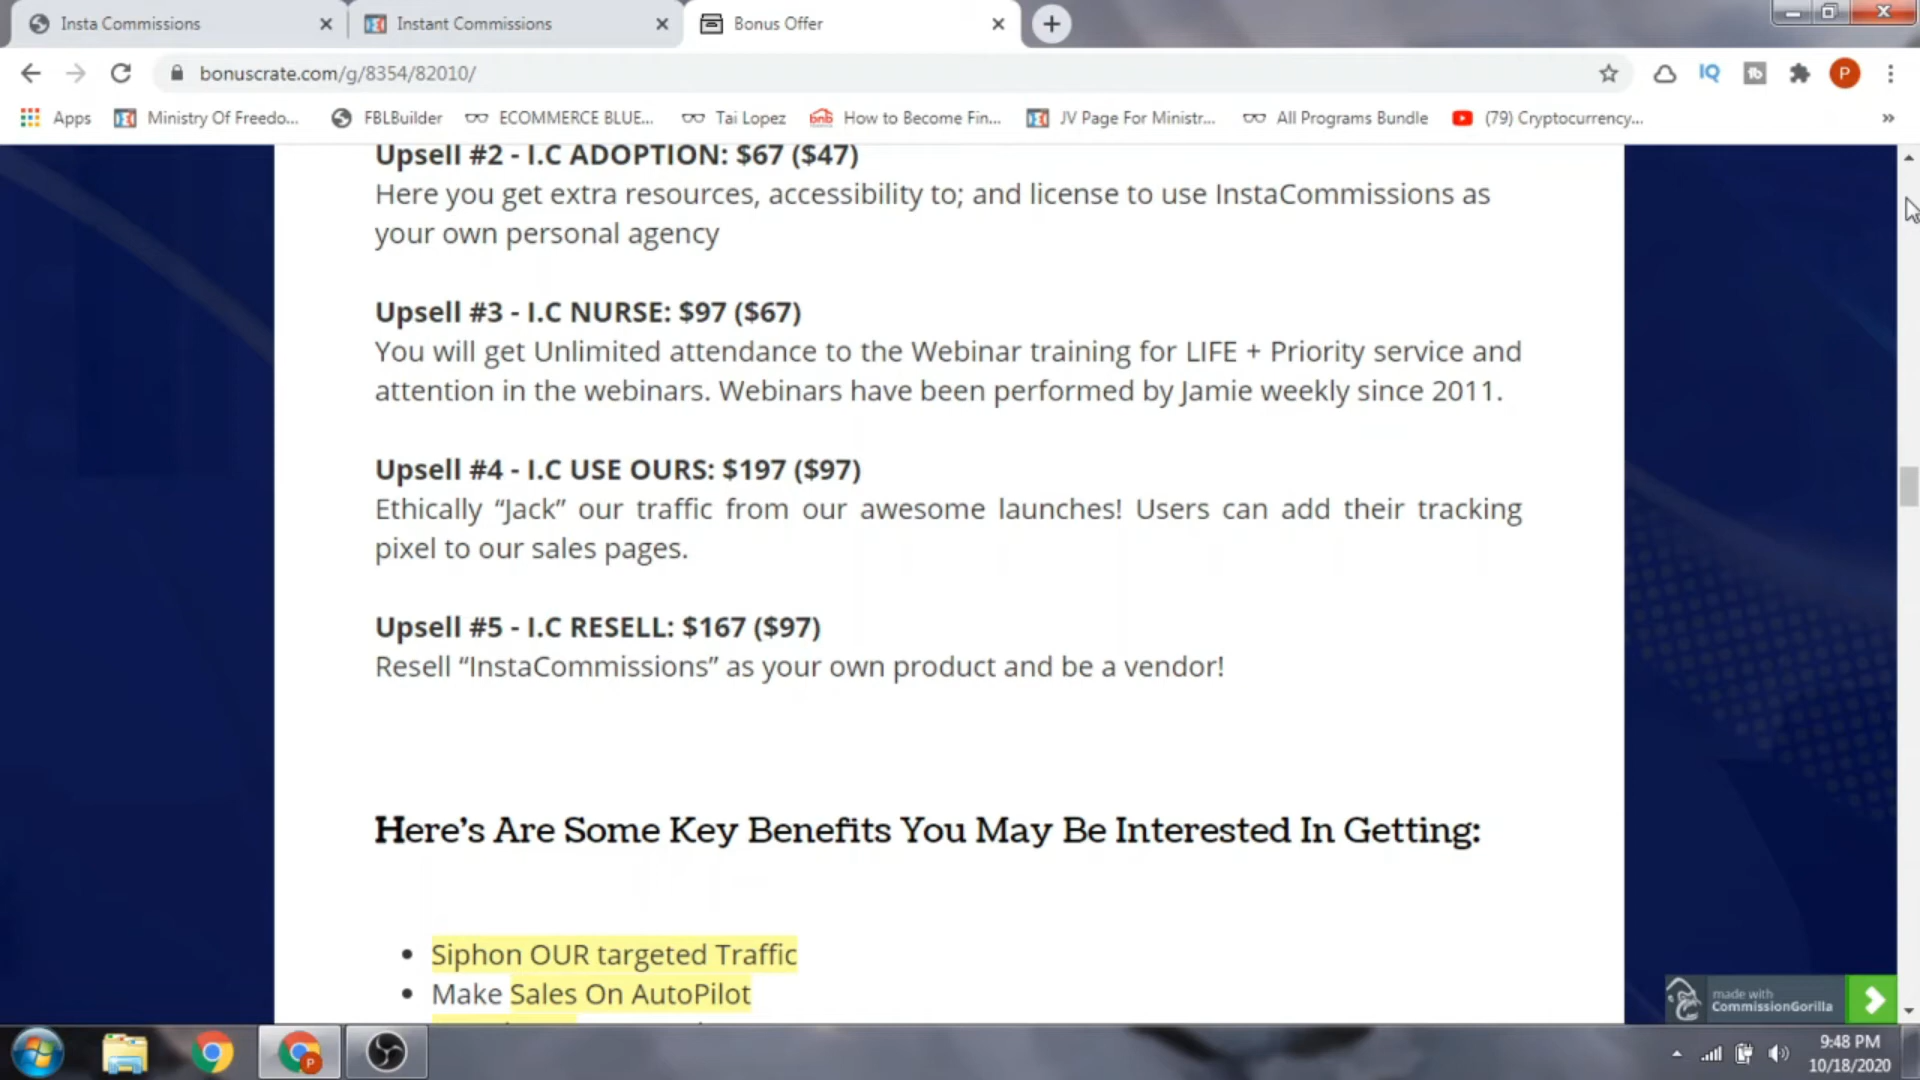 Insta Commissions
Instant Commissions
Bonus Offer
bonuscrate.com/g/8354/82010/
IQ
tb
P
Apps
Ministry Of Freedo...
FBLBuilder
ECOMMERCE BLUE...
Tai Lopez
bnb
How to Become Fin...
JV Page For Ministr...
All Programs Bundle
(79) Cryptocurrency...
»
Upsell #2 - I.C ADOPTION: $67 ($47)
Here you get extra resources, accessibility to; and license to use InstaCommissions as
your own personal agency
Upsell #3 - I.C NURSE: $97 ($67)
You will get Unlimited attendance to the Webinar training for LIFE + Priority service and
attention in the webinars. Webinars have been performed by Jamie weekly since 2011.
Upsell #4 - I.C USE OURS: $197 ($97)
Ethically “Jack” our traffic from our awesome launches! Users can add their tracking
pixel to our sales pages.
Upsell #5 - I.C RESELL: $167 ($97)
Resell “InstaCommissions” as your own product and be a vendor!
Here’s Are Some Key Benefits You May Be Interested In Getting:
• Siphon OUR targeted Traffic
• Make Sales On AutoPilot
made with
CommissionGorilla
P
9:48 PM
10/18/2020